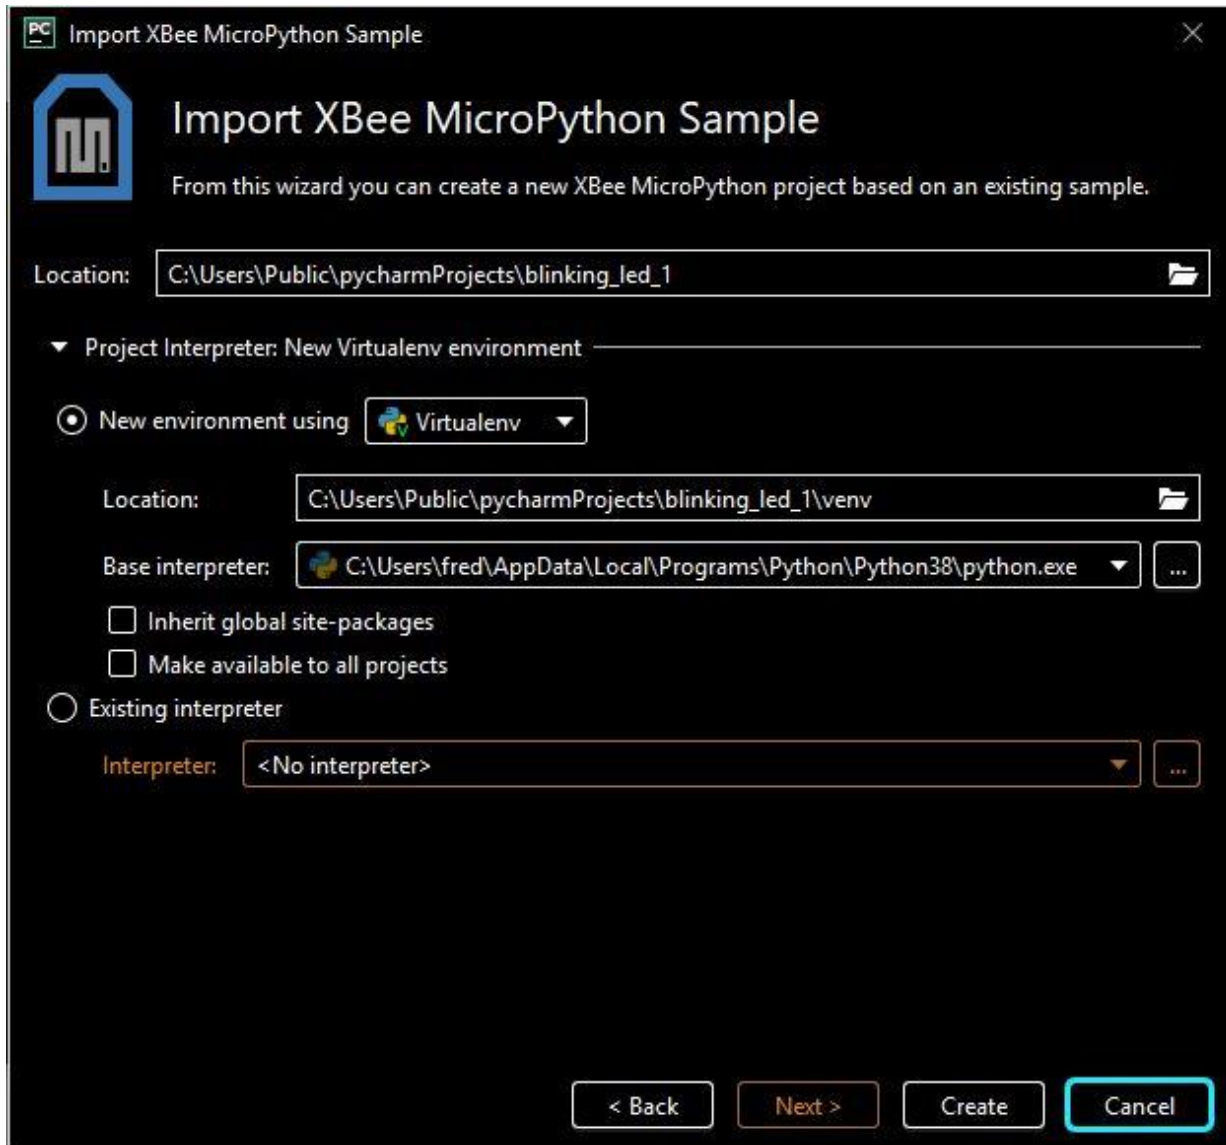 PC Import XBee MicroPython Sample
Import XBee MicroPython Sample
From this wizard you can create a new XBee MicroPython project based on an existing sample.
Location: C:\Users\Public\pycharmProjects\blinking_led_1
Project Interpreter: New Virtualenv environment
New environment using Virtualenv
Location: C:\Users\Public\pycharmProjects\blinking_led_1\venv
Base interpreter: C:\Users\fred\AppData\Local\Programs\Python\Python38\python.exe ...
Inherit global site-packages
Make available to all projects
Existing interpreter
Interpreter: <No interpreter> ...
< Back Next > Create Cancel